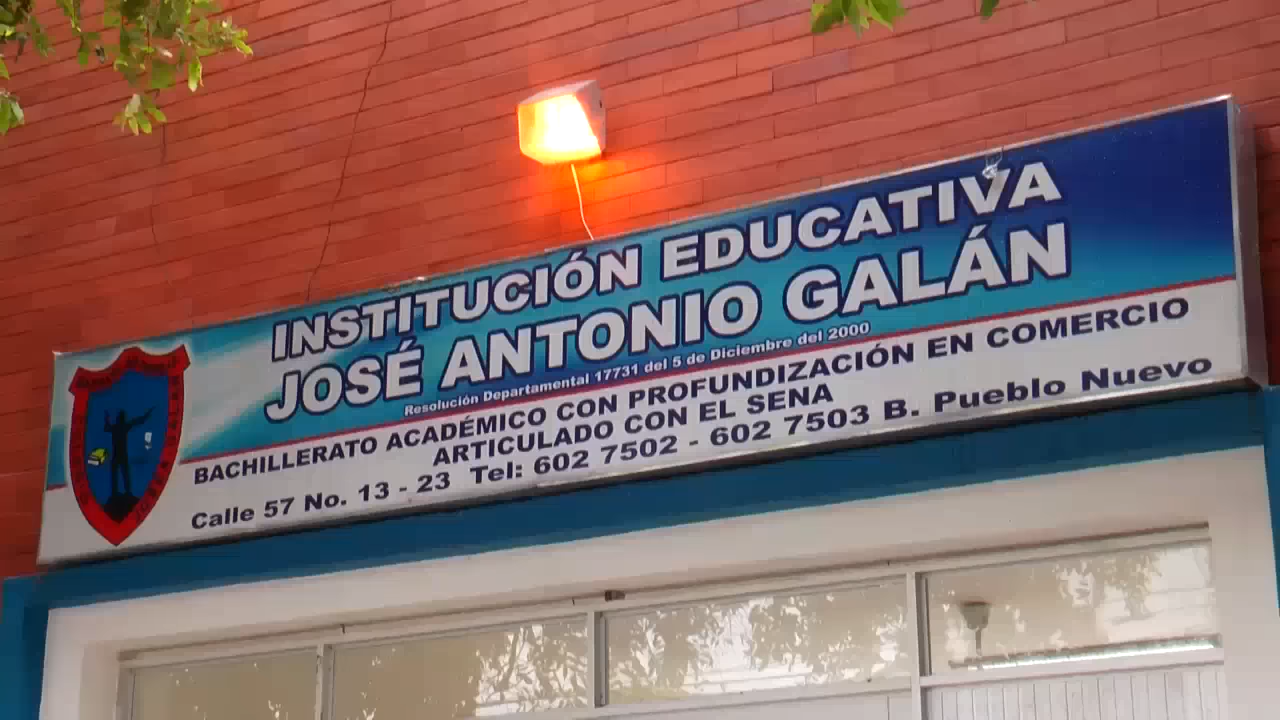 INSTITUCIÓN EDUCATIVA
JOSÉ ANTONIO GALÁN
Resolución Departamental 17731 del 5 de Diciembre del 2000
BACHILLERATO ACADÉMICO CON PROFUNDIZACIÓN EN COMERCIO
ARTICULADO CON EL SENA
Calle 57 No. 13 - 23 Tel: 602 7502 - 602 7503 B. Pueblo Nuevo